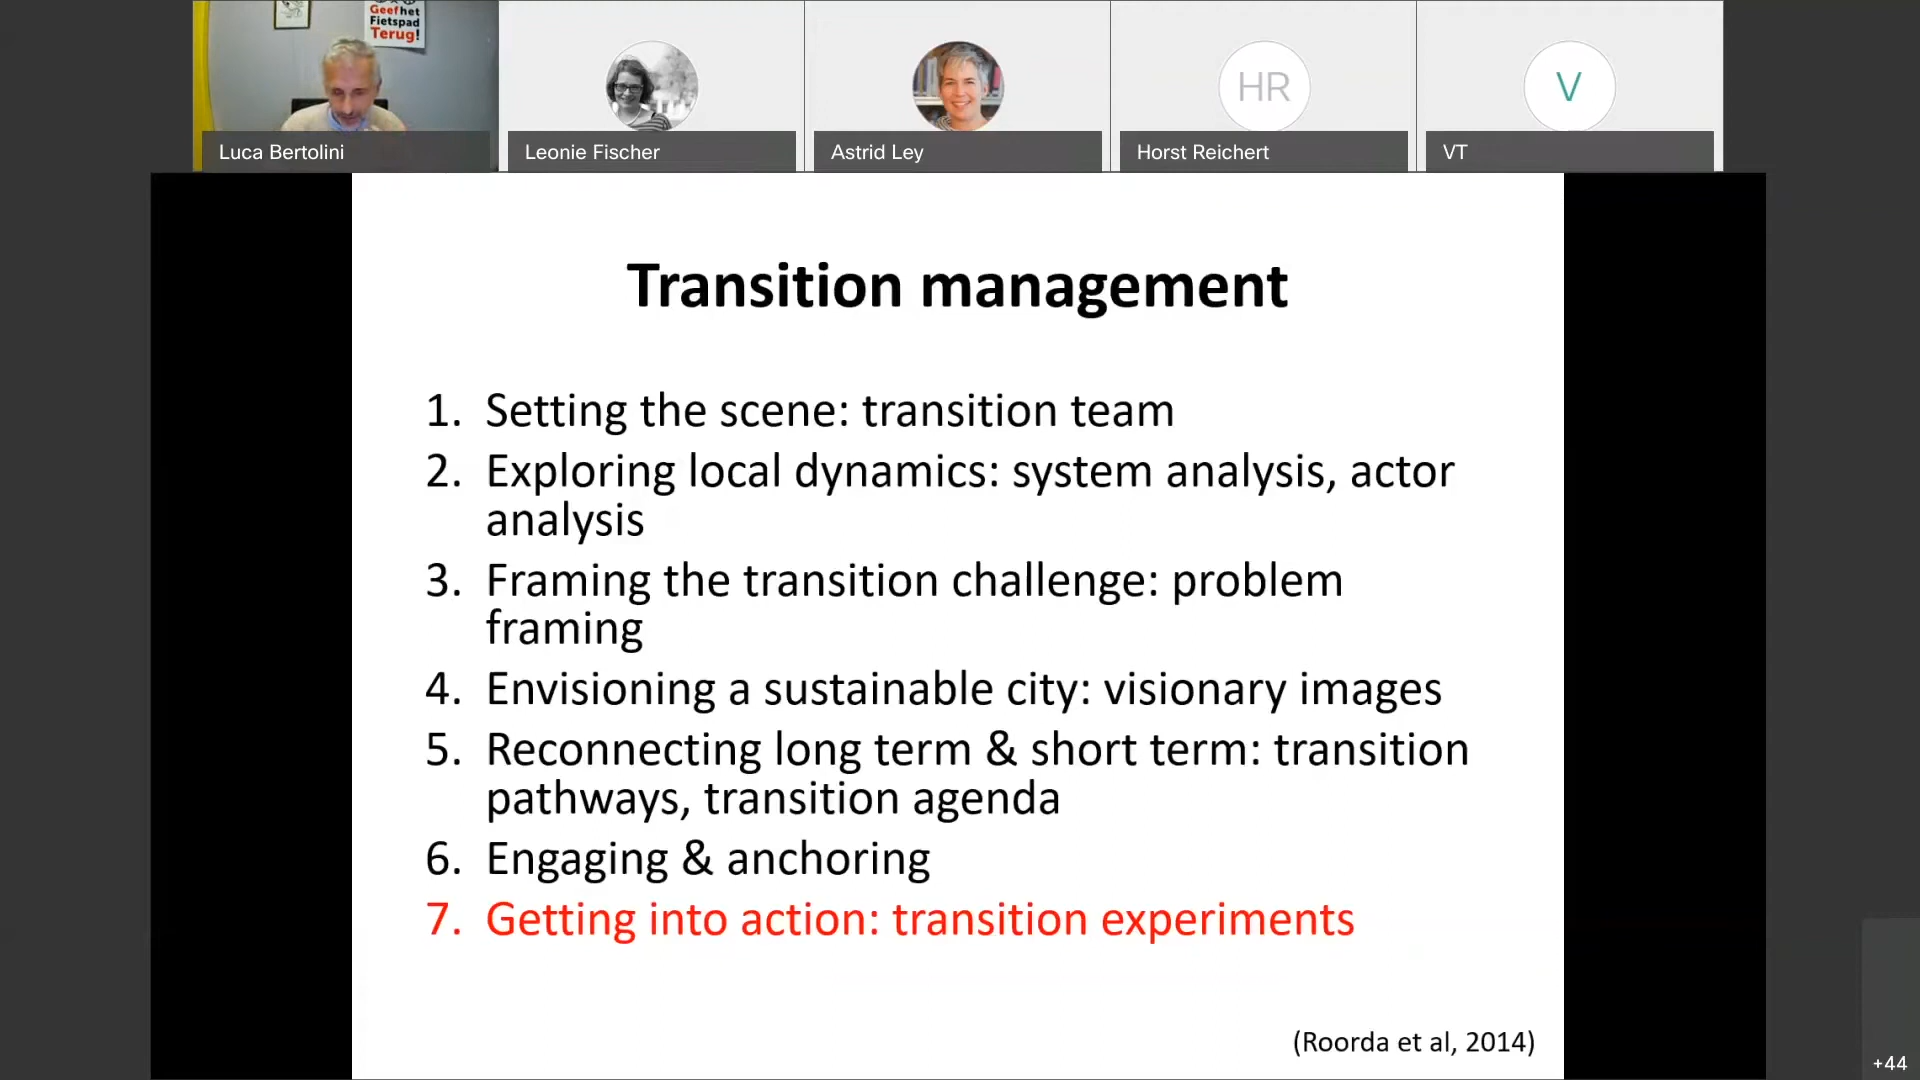 Geef het
Fietspad
Terug!
HR
V
Luca Bertolini
Leonie Fischer
Astrid Ley
Horst Reichert
VT
Transition management
1. Setting the scene: transition team
2. Exploring local dynamics: system analysis, actor
analysis
3. Framing the transition challenge: problem
framing
4. Envisioning a sustainable city: visionary images
5. Reconnecting long term & short term: transition
pathways, transition agenda
6. Engaging & anchoring
7. Getting into action: transition experiments
(Roorda et al, 2014)
+44